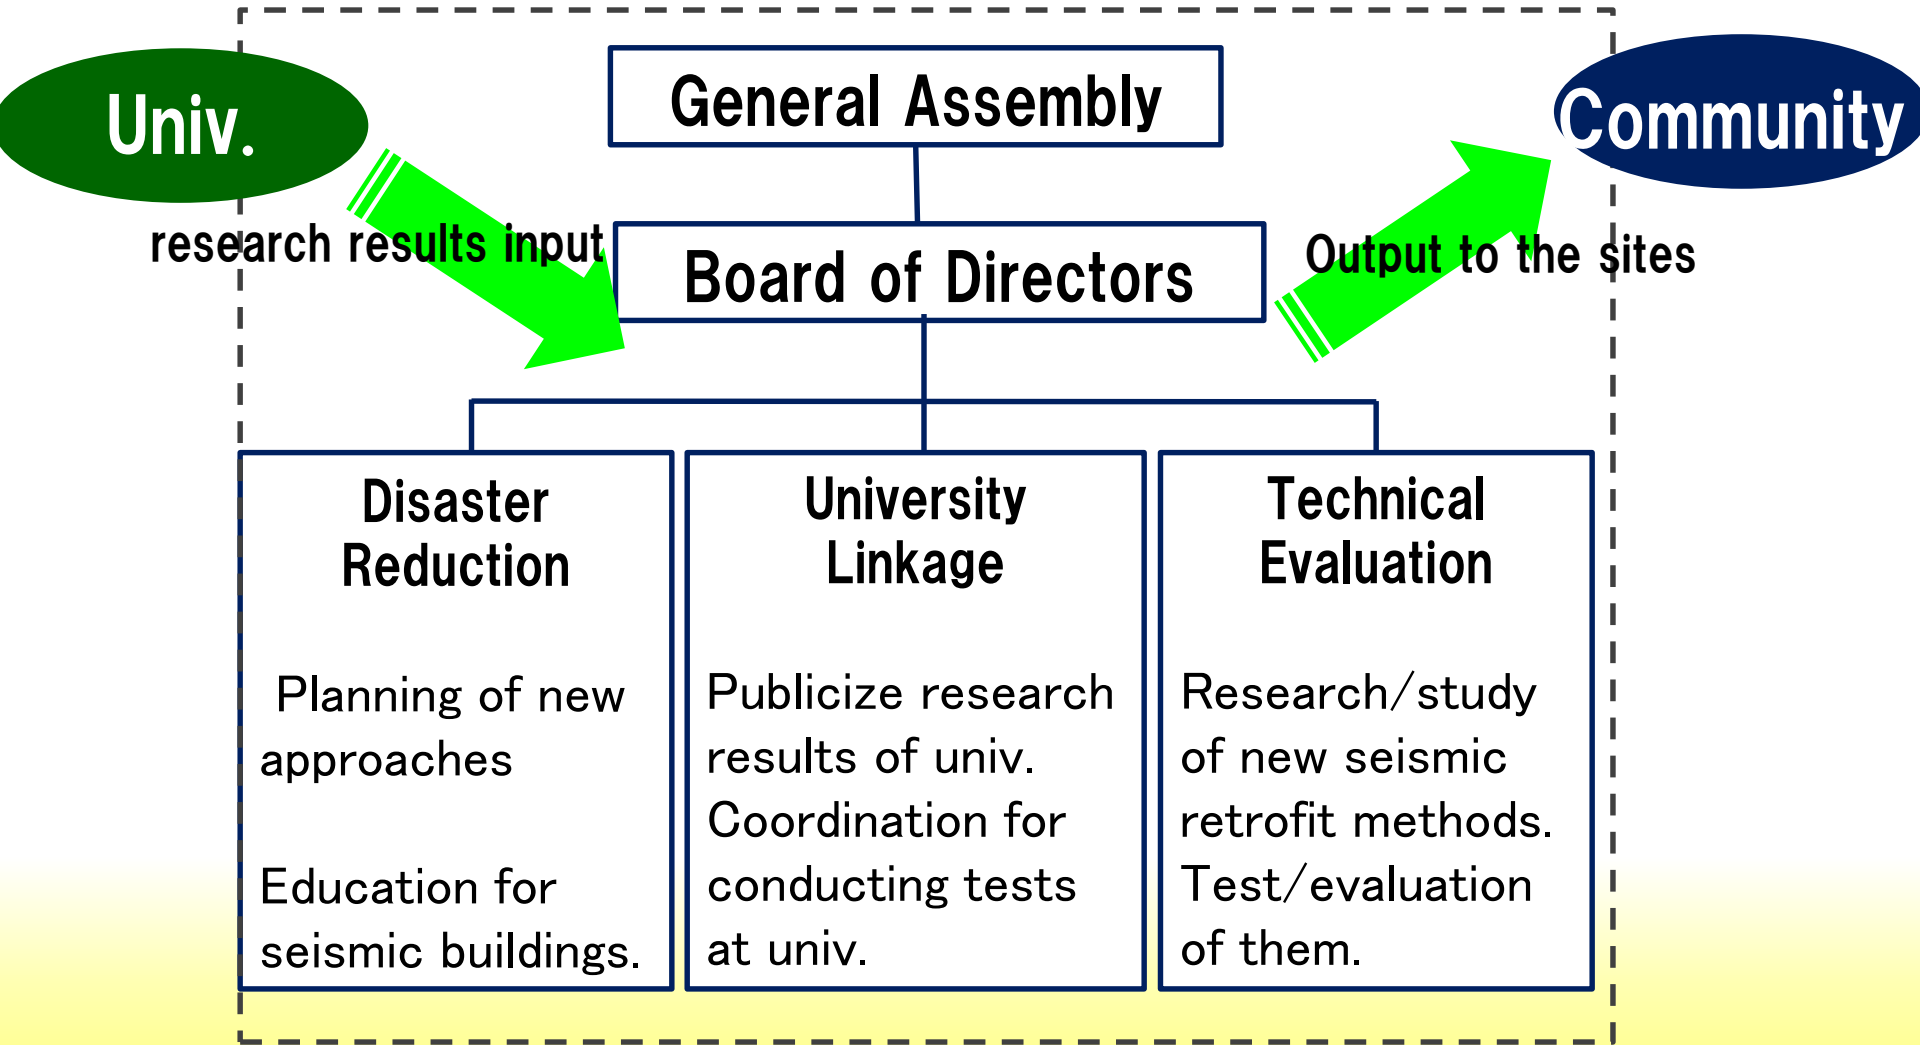 Univ.
General Assembly
Community
research results input
Board of Directors
Output to the sites
Disaster
Reduction
Planning of new
approaches
Education for
seismic buildings.
University
Linkage
Publicize research
results of univ.
Coordination for
conducting tests
at univ.
Technical
Evaluation
Research/study
of new seismic
retrofit methods.
Test/evaluation
of them.